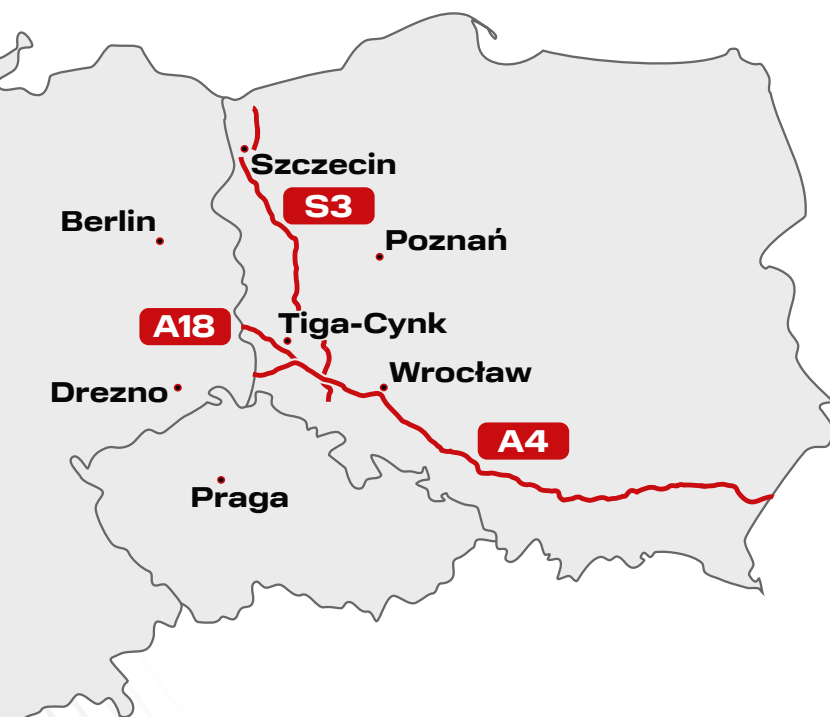 Szczecin
S3
Berlin
Poznań
A18
Tiga-Cynk
Wrocław
Drezno
A4
Praga